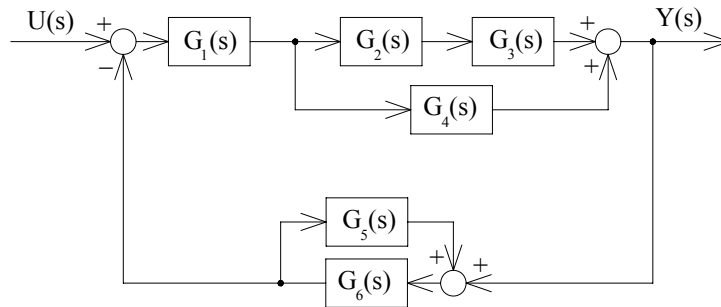 U(s) + G₁(s) G₂(s) G₃(s) + Y(s)
− +
G₄(s)
G₅(s)
+ +
G₆(s)